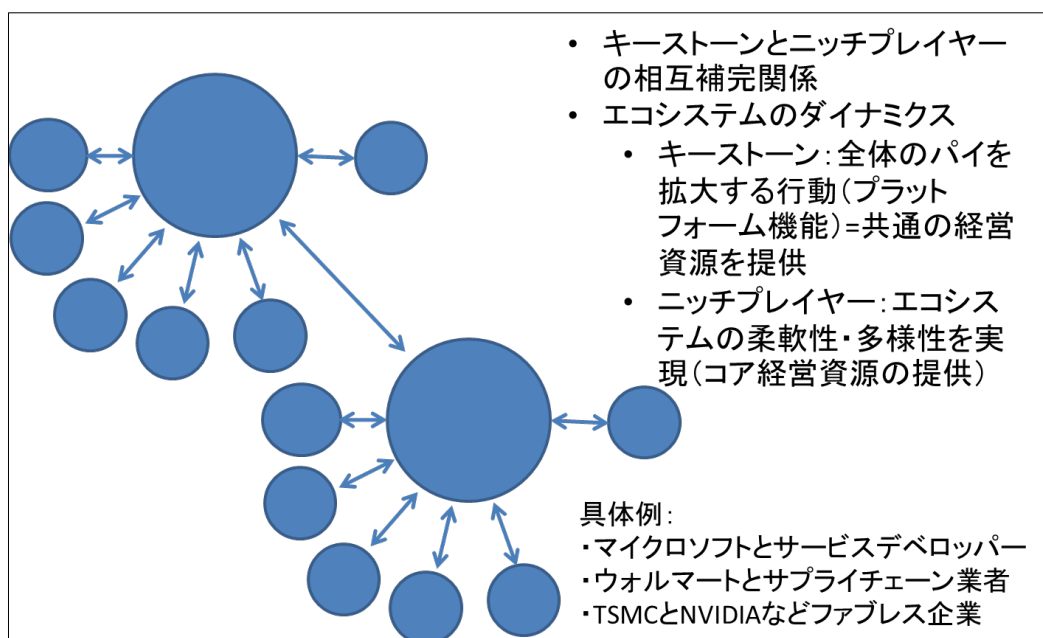 • キーストーンとニッチプレイヤー
の相互補完関係
• エコシステムのダイナミクス
• キーストーン：全体のパイを
拡大する行動（プラット
フォーム機能）=共通の経営
資源を提供
• ニッチプレイヤー：エコシス
テムの柔軟性・多様性を実
現（コア経営資源の提供）
具体例：
・マイクロソフトとサービスデベロッパー
・ウォルマートとサプライチェーン業者
・TSMCとNVIDIAなどファブレス企業